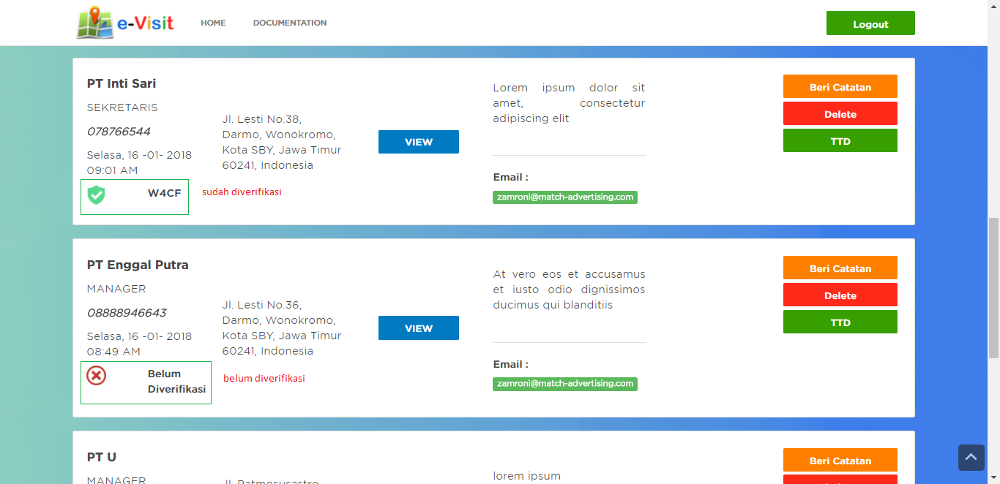 e-Visit
HOME
DOCUMENTATION
Logout
PT Inti Sari
SEKRETARIS
078766544
Selasa, 16 -01- 2018
09:01 AM
W4CF
sudah diverifikasi
Jl. Lesti No.38,
Darmo, Wonokromo,
Kota SBY, Jawa Timur
60241, Indonesia
VIEW
Lorem ipsum dolor sit
amet, consectetur
adipiscing elit
Email :
zamroni@match-advertising.com
Beri Catatan
Delete
TTD
PT Enggal Putra
MANAGER
08888946643
Selasa, 16 -01- 2018
08:49 AM
Belum
Diverifikasi
belum diverifikasi
Jl. Lesti No.36,
Darmo, Wonokromo,
Kota SBY, Jawa Timur
60241, Indonesia
VIEW
At vero eos et accusamus
et iusto odio dignissimos
ducimus qui blanditiis
Email :
zamroni@match-advertising.com
Beri Catatan
Delete
TTD
PT U
MANAGER
lorem ipsum
Beri Catatan